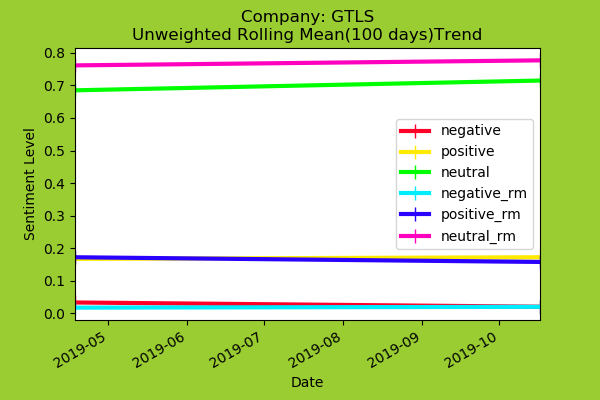 Company: GTLS
Unweighted Rolling Mean(100 days)Trend
0.8
0.7
0.6
0.5
0.4
0.3
0.2
0.1
0.0
Sentiment Level
negative
positive
neutral
negative_rm
positive_rm
neutral_rm
2019-05
2019-06
2019-07
2019-08
2019-09
2019-10
Date